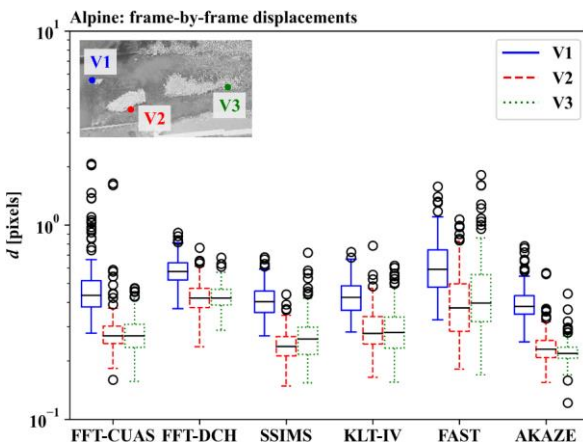 Alpine: frame-by-frame displacements
10¹
V1
V2
V3
V1
V2
V3
d [pixels]
10⁰
10⁻¹
FFT-CUAS FFT-DCH SSIMS KLT-IV FAST AKAZE